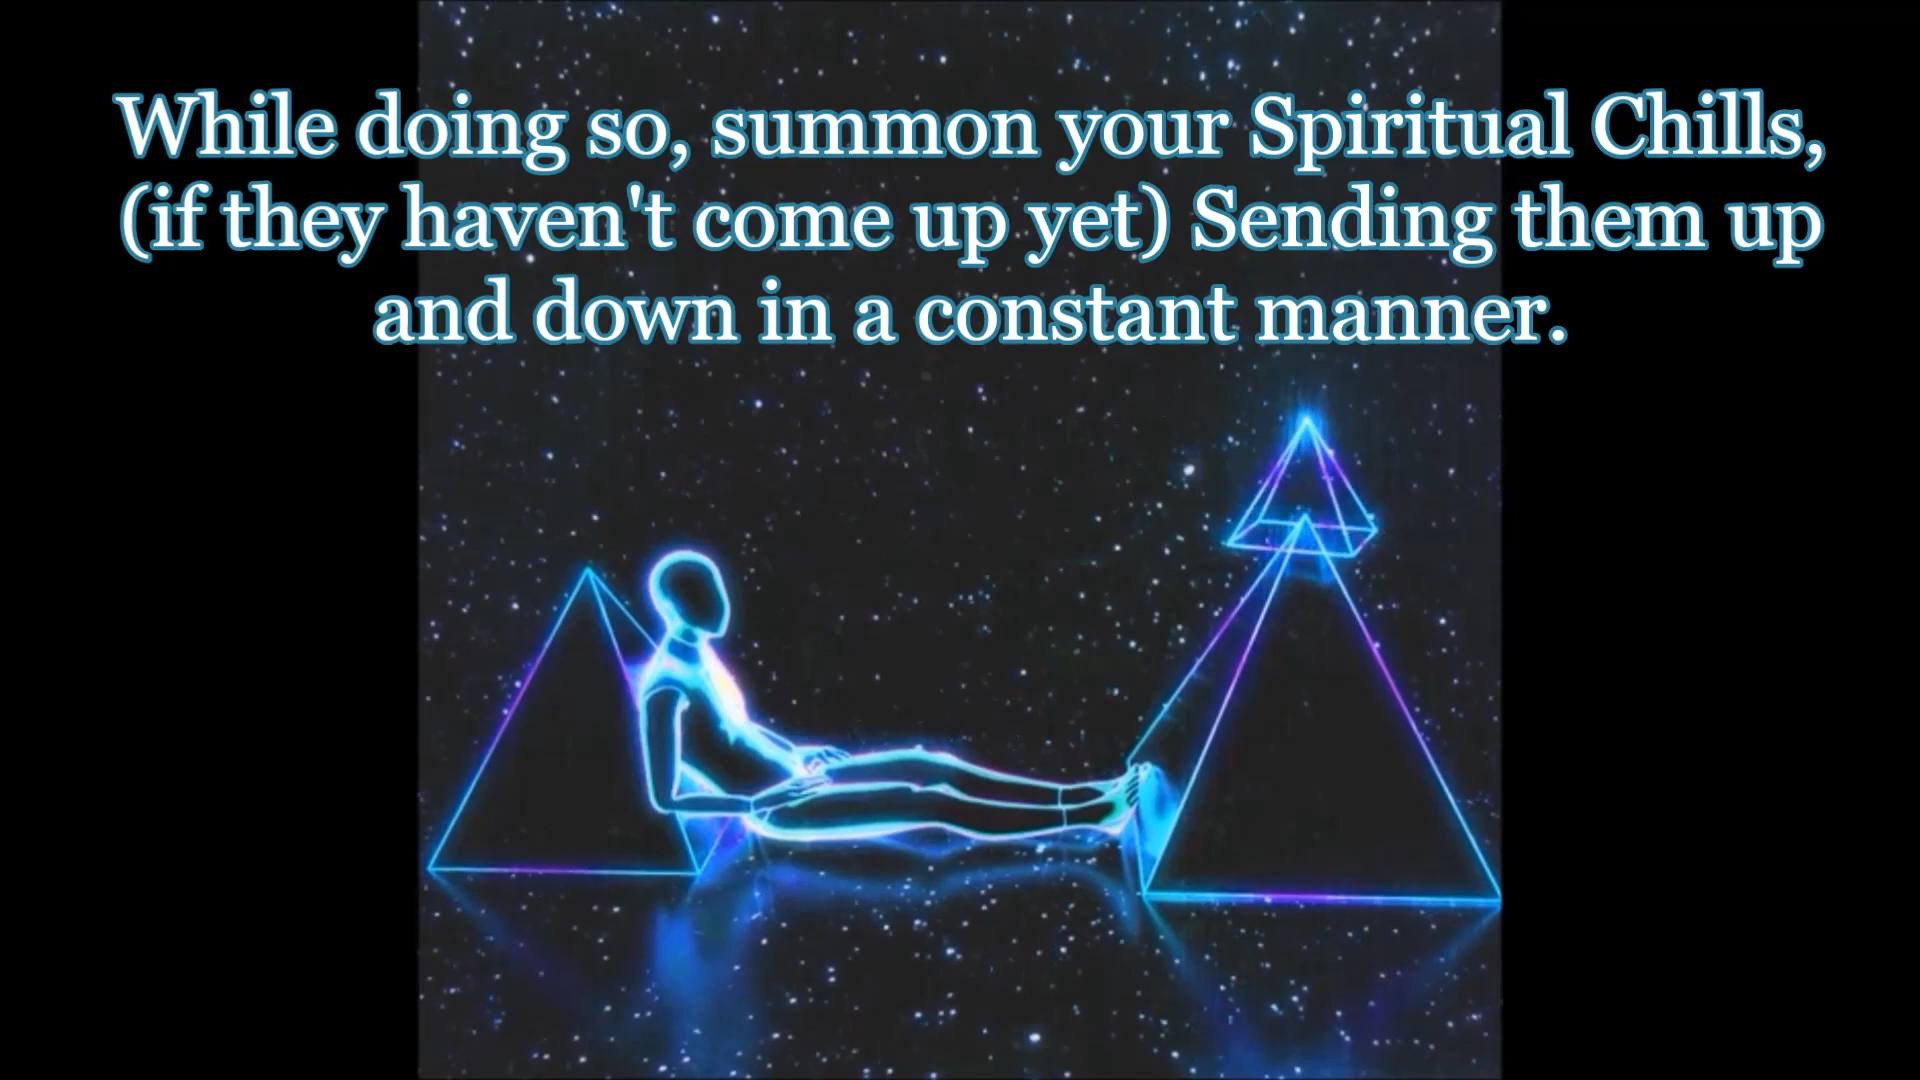 While doing so, summon your Spiritual Chills,
(if they haven't come up yet) Sending them up
and down in a constant manner.